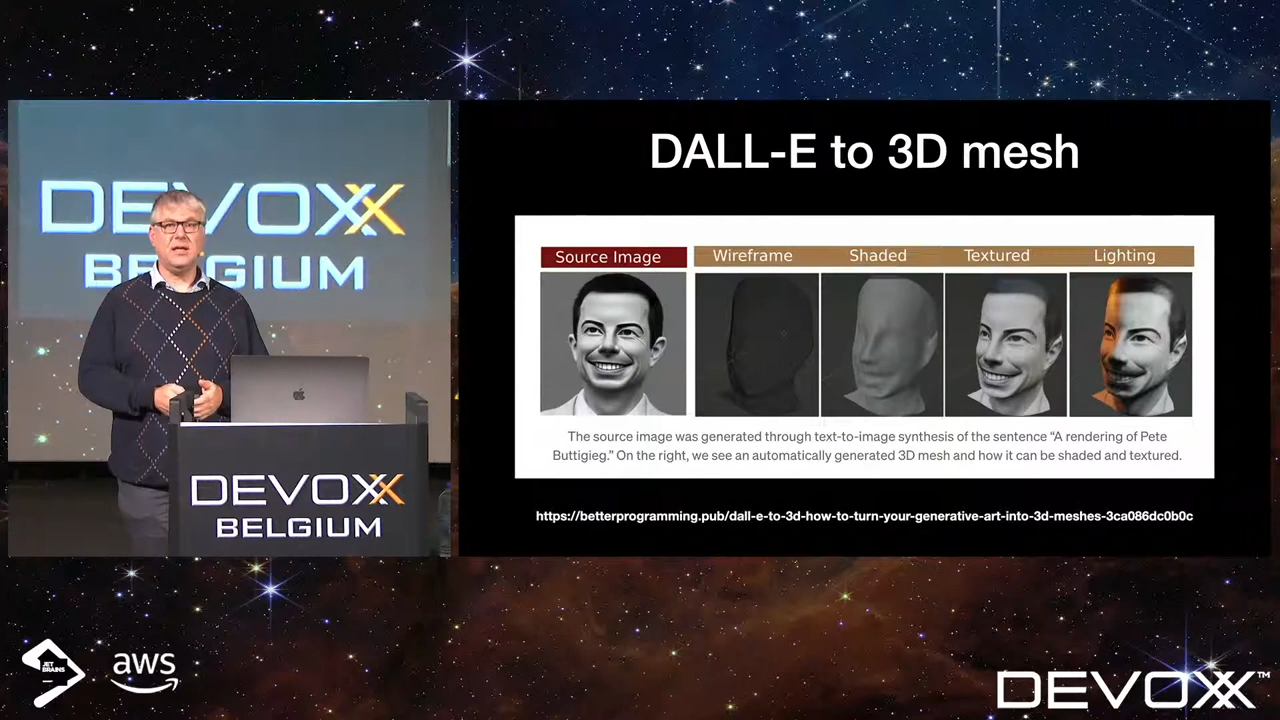 DEVOXX
BELGIUM
DEVOXX
BELGIUM
DALL-E to 3D mesh
Source Image
Wireframe
Shaded
Textured
Lighting
The source image was generated through text-to-image synthesis of the sentence “A rendering of Pete
Buttigieg.” On the right, we see an automatically generated 3D mesh and how it can be shaded and textured.
https://betterprogramming.pub/dall-e-to-3d-how-to-turn-your-generative-art-into-3d-meshes-3ca086dc0b0c
JET
BRAINS
aws
DEVOXX™